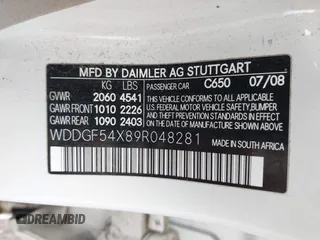 MFD BY DAIMLER AG STUTTGART
KG LBS PASSENGER CAR C650 07/08
GVWR 2060 4541
GAWR FRONT 1010 2226
GAWR REAR 1090 2403
THIS VEHICLE CONFORMS TO ALL APPLICABLE
U.S. FEDERAL MOTOR VEHICLE SAFETY
BUMPER, AND THEFT PREVENTION STANDARDS
IN EFFECT ON THE DATE OF
MANUFACTURE SHOWN ABOVE.
WDDGF54X89R048281 MADE IN SOUTH AFRICA
DREAMBID